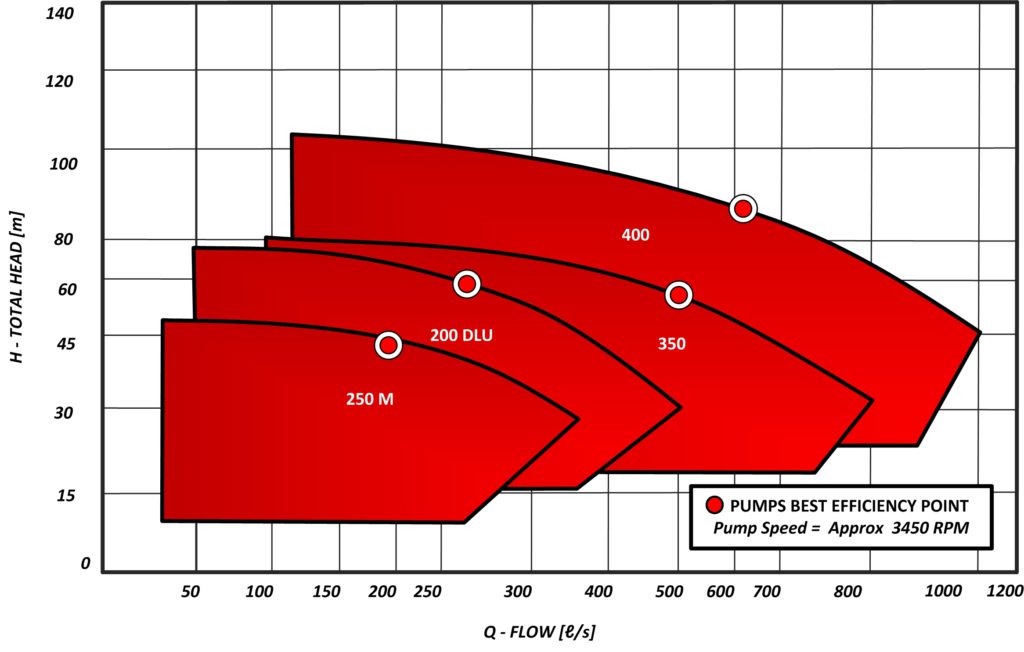 140
120
100
80
60
45
30
15
0
H - TOTAL HEAD [m]
400
200 DLU
350
250 M
PUMPS BEST EFFICIENCY POINT
Pump Speed = Approx 3450 RPM
50 100 150 200 250 300 400 500 600 700 800 1000 1200
Q - FLOW [ℓ/s]